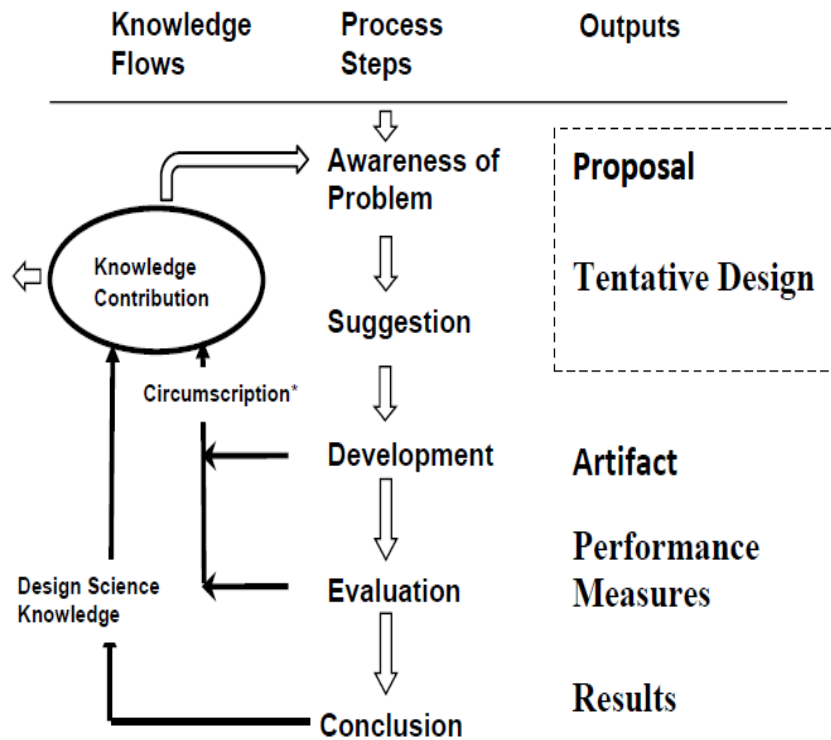 Knowledge
Flows
Process
Steps
Outputs
Awareness of
Problem
Proposal
Knowledge
Contribution
Tentative Design
Suggestion
Circumscription*
Development
Artifact
Design Science
Knowledge
Evaluation
Performance
Measures
Conclusion
Results